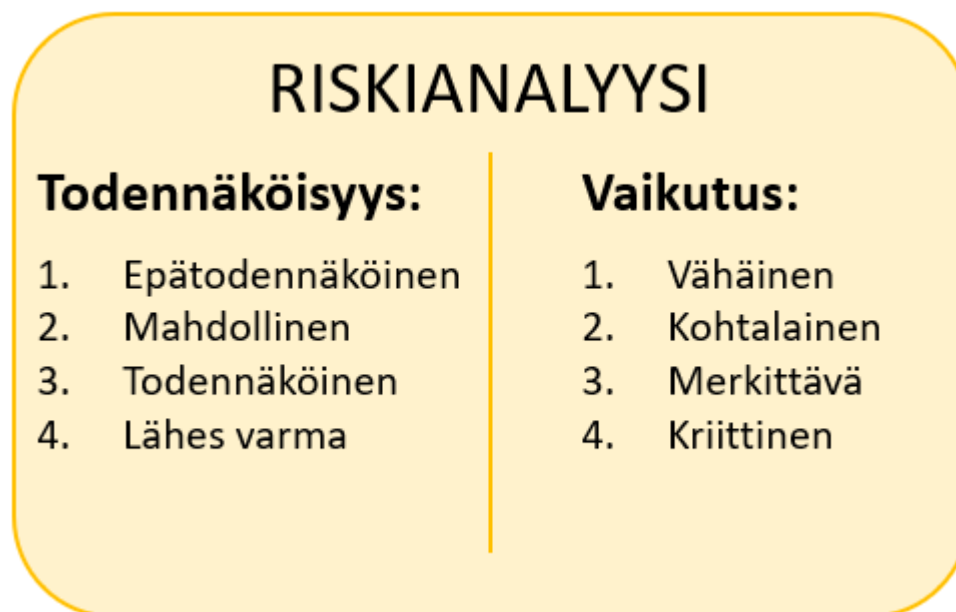 RISKIANALYYSI
Todennäköisyys:
1. Epätodennäköinen
2. Mahdollinen
3. Todennäköinen
4. Lähes varma
Vaikutus:
1. Vähäinen
2. Kohtalainen
3. Merkittävä
4. Kriittinen